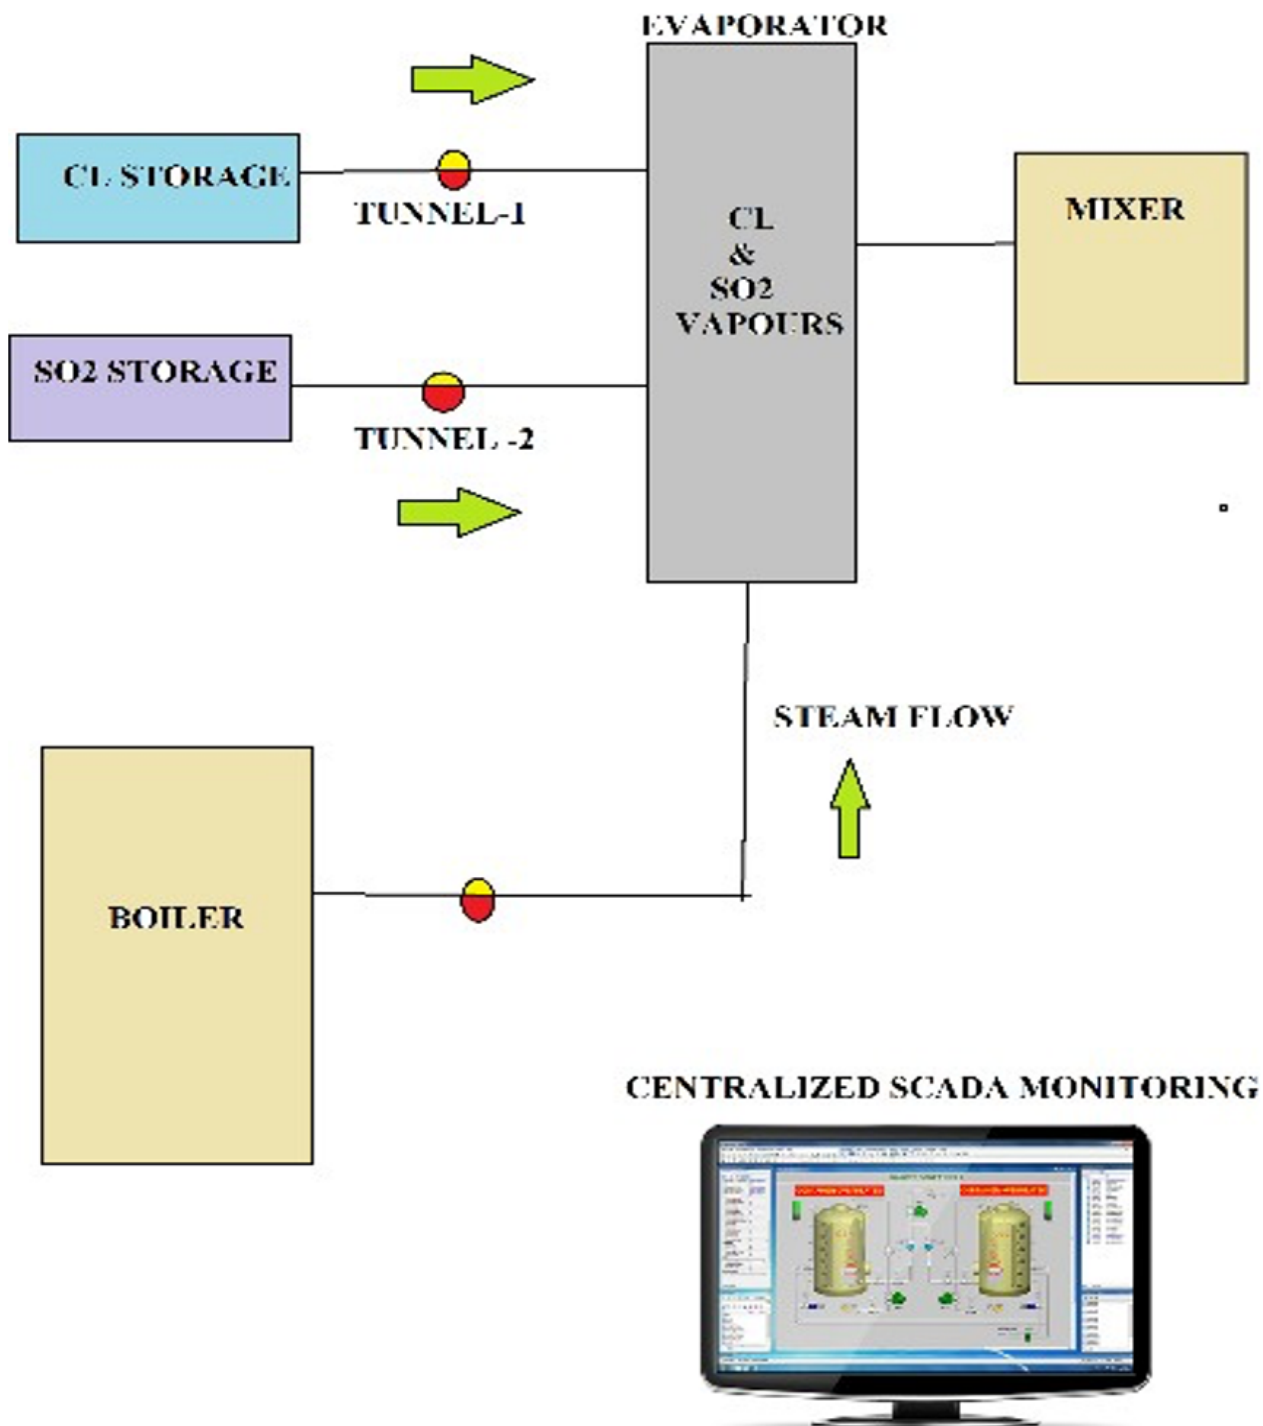 EVAPORATOR
CL STORAGE
TUNNEL-1
CL
&
SO2
VAPOURS
MIXER
SO2 STORAGE
TUNNEL -2
STEAM FLOW
BOILER
CENTRALIZED SCADA MONITORING